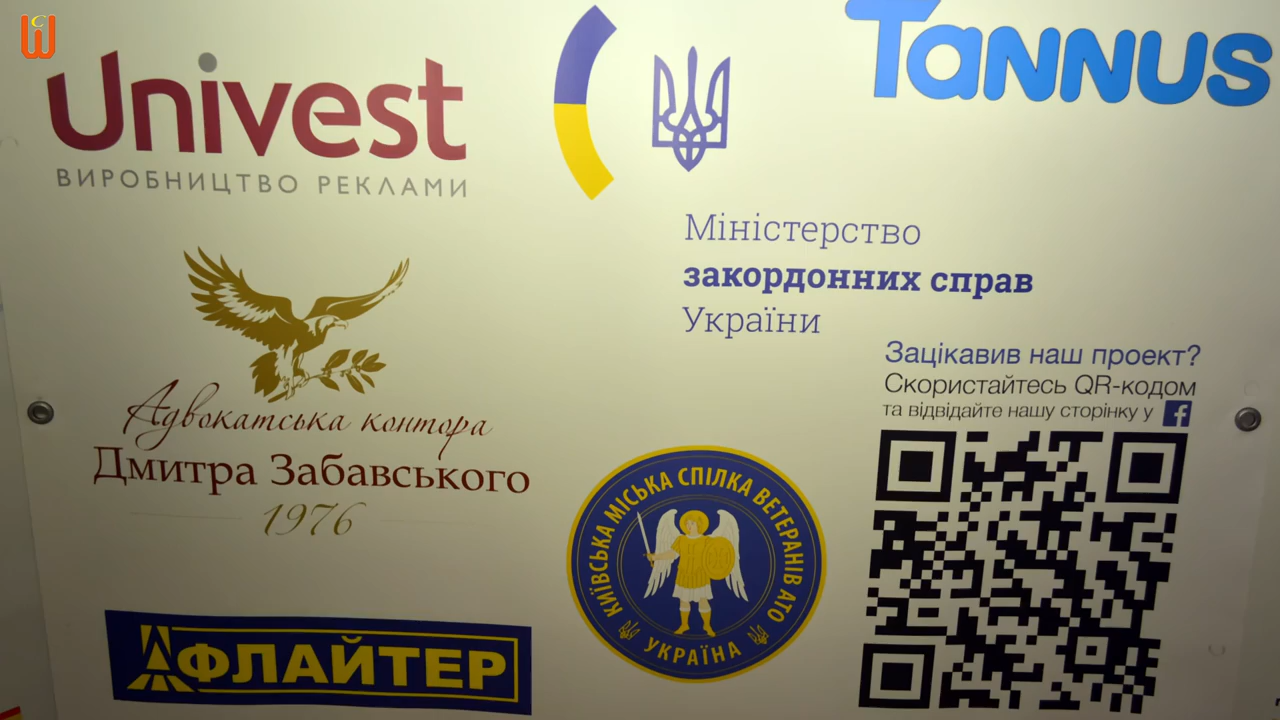 Univest
ВИРОБНИЦТВО РЕКЛАМИ
TANNUS
Міністерство
закордонних справ
України
Адвокатська контора
Дмитра Забавського
1976
Зацікавив наш проект?
Скористайтесь QR-кодом
та відвідайте нашу сторінку у f
КИЇВСЬКА МІСЬКА СПІЛКА ВЕТЕРАНІВ АТО
УКРАЇНА
ФЛАЙТЕР